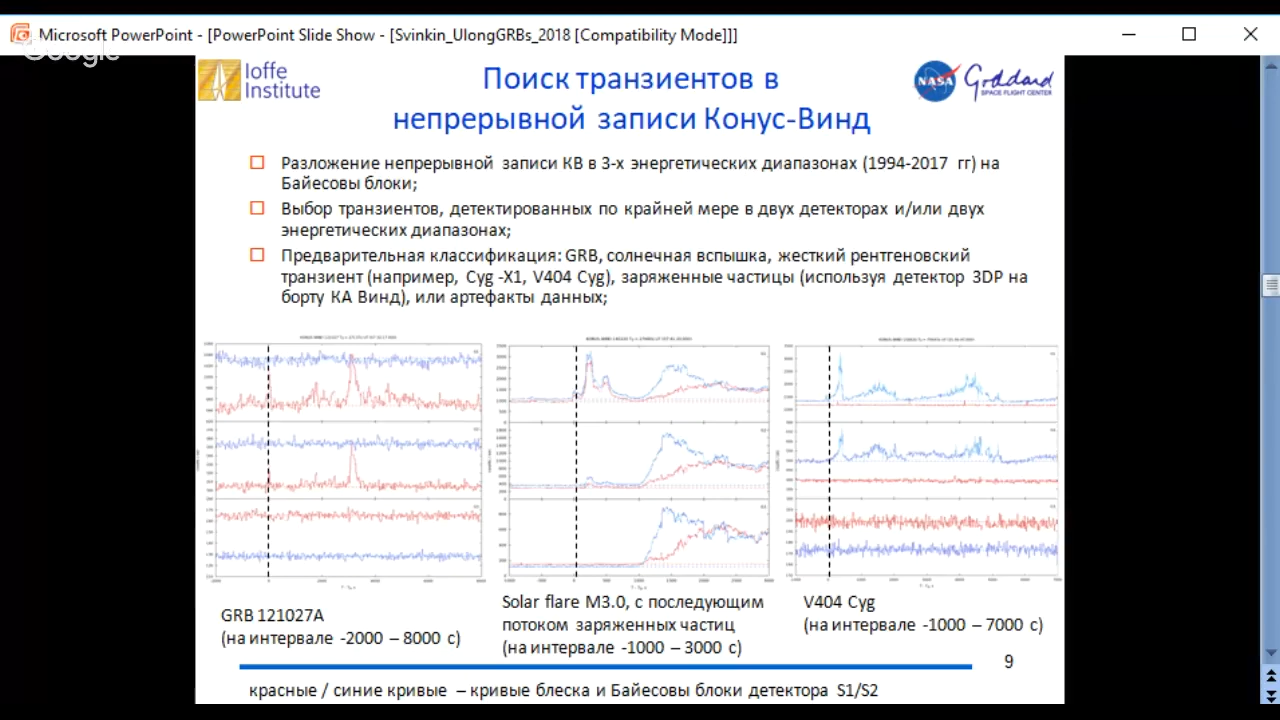 Microsoft PowerPoint - [PowerPoint Slide Show - [Svinkin_UlongGRBs_2018 [Compatibility Mode]]]
Google
Ioffe
Institute
NASA
Goddard
SPACE FLIGHT CENTER
Поиск транзиентов в
непрерывной записи Конус-Винд
Разложение непрерывной записи КВ в 3-х энергетических диапазонах (1994-2017 гг) на
Байесовы блоки;
Выбор транзиентов, детектированных по крайней мере в двух детекторах и/или двух
энергетических диапазонах;
Предварительная классификация: GRB, солнечная вспышка, жесткий рентгеновский
транзиент (например, Cyg -X1, V404 Cyg), заряженные частицы (используя детектор 3DP на
борту КА Винд), или артефакты данных;
GRB 121027A
(на интервале -2000 – 8000 с)
Solar flare M3.0, с последующим
потоком заряженных частиц
(на интервале -1000 – 3000 с)
V404 Cyg
(на интервале -1000 – 7000 с)
9
красные / синие кривые – кривые блеска и Байесовы блоки детектора S1/S2